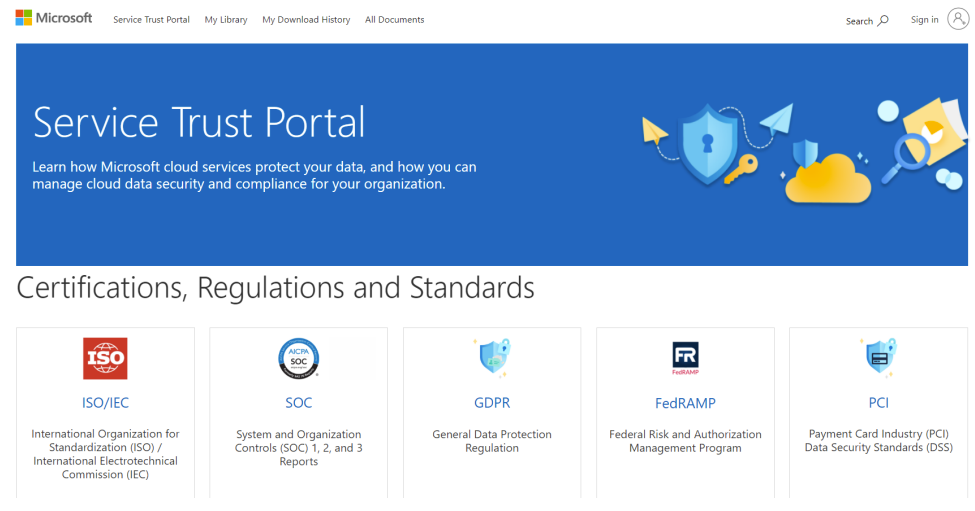 Microsoft Service Trust Portal My Library My Download History All Documents Search Sign in
Service Trust Portal
Learn how Microsoft cloud services protect your data, and how you can
manage cloud data security and compliance for your organization.
Certifications, Regulations and Standards
ISO
AICPA
SOC
FR
FedRAMP
ISO/IEC
SOC
GDPR
FedRAMP
PCI
International Organization for
Standardization (ISO) /
International Electrotechnical
Commission (IEC)
System and Organization
Controls (SOC) 1, 2, and 3
Reports
General Data Protection
Regulation
Federal Risk and Authorization
Management Program
Payment Card Industry (PCI)
Data Security Standards (DSS)